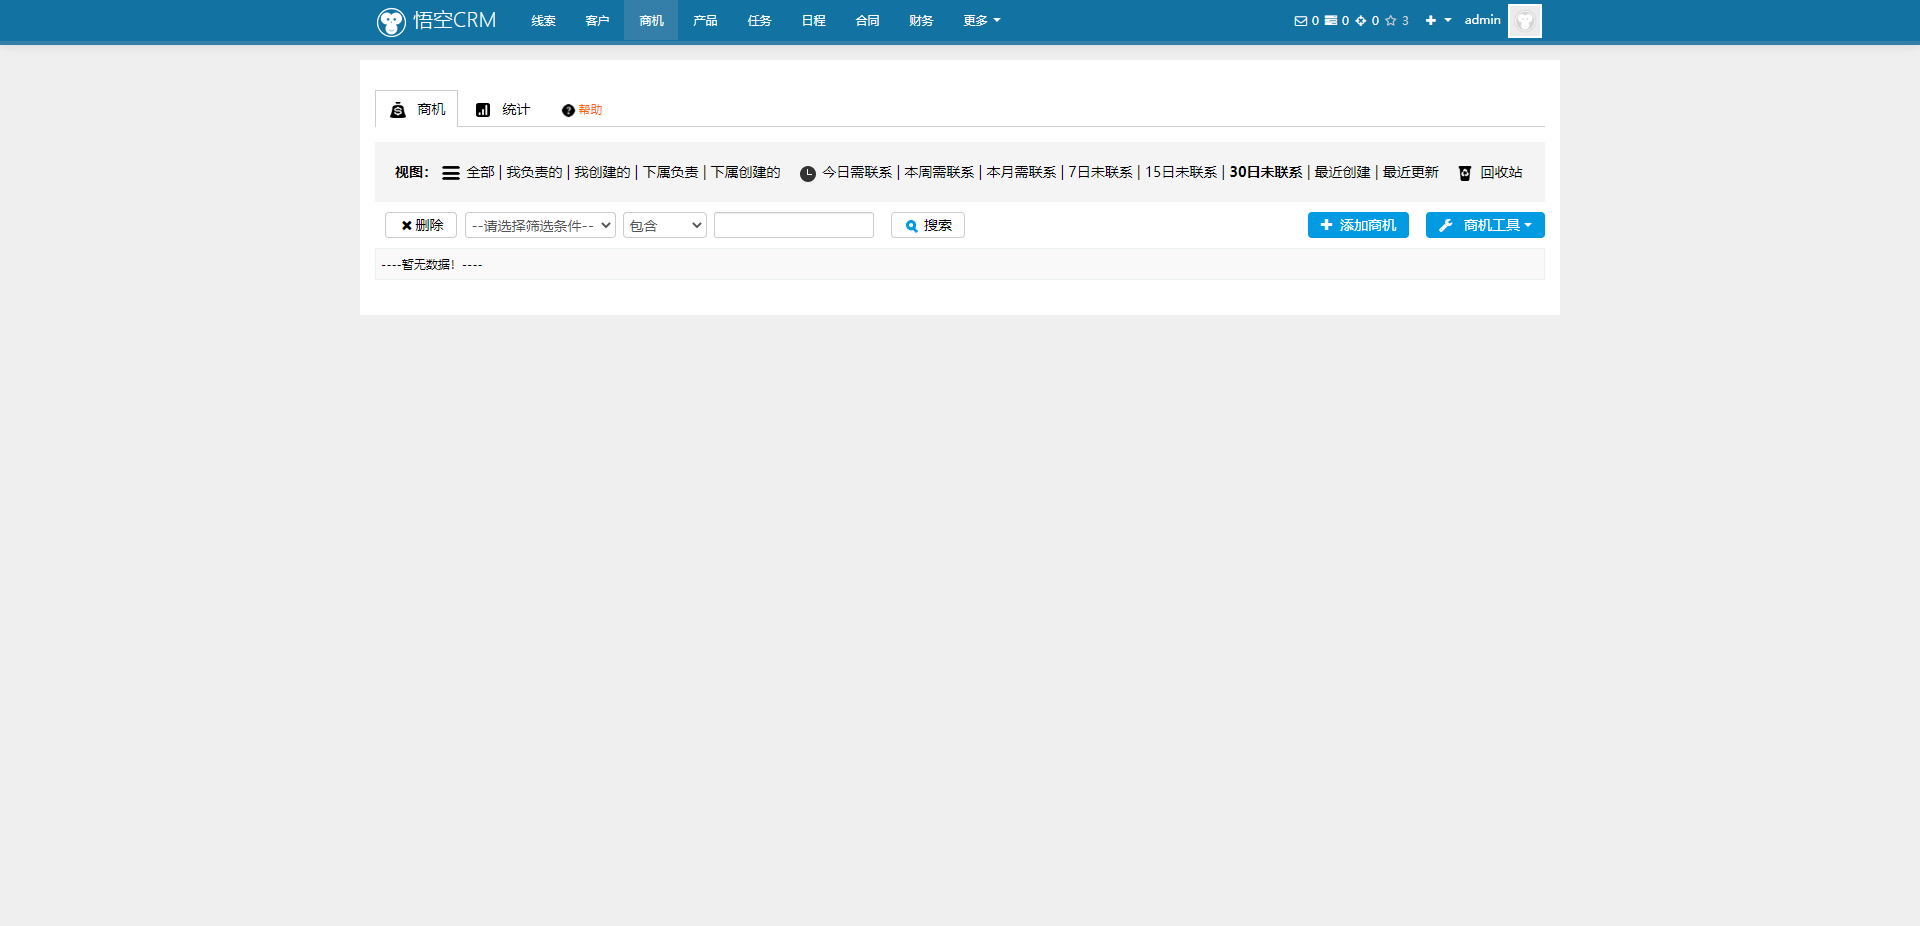 悟空CRM 线索 客户 商机 产品 任务 日程 合同 财务 更多 0 0 0 3 admin
商机 统计 帮助
视图： 全部 | 我负责的 | 我创建的 | 下属负责 | 下属创建的 今日需联系 | 本周需联系 | 本月需联系 | 7日未联系 | 15日未联系 | 30日未联系 | 最近创建 | 最近更新 回收站
删除 --请选择筛选条件-- 包含 搜索 添加商机 商机工具
----暂无数据！----